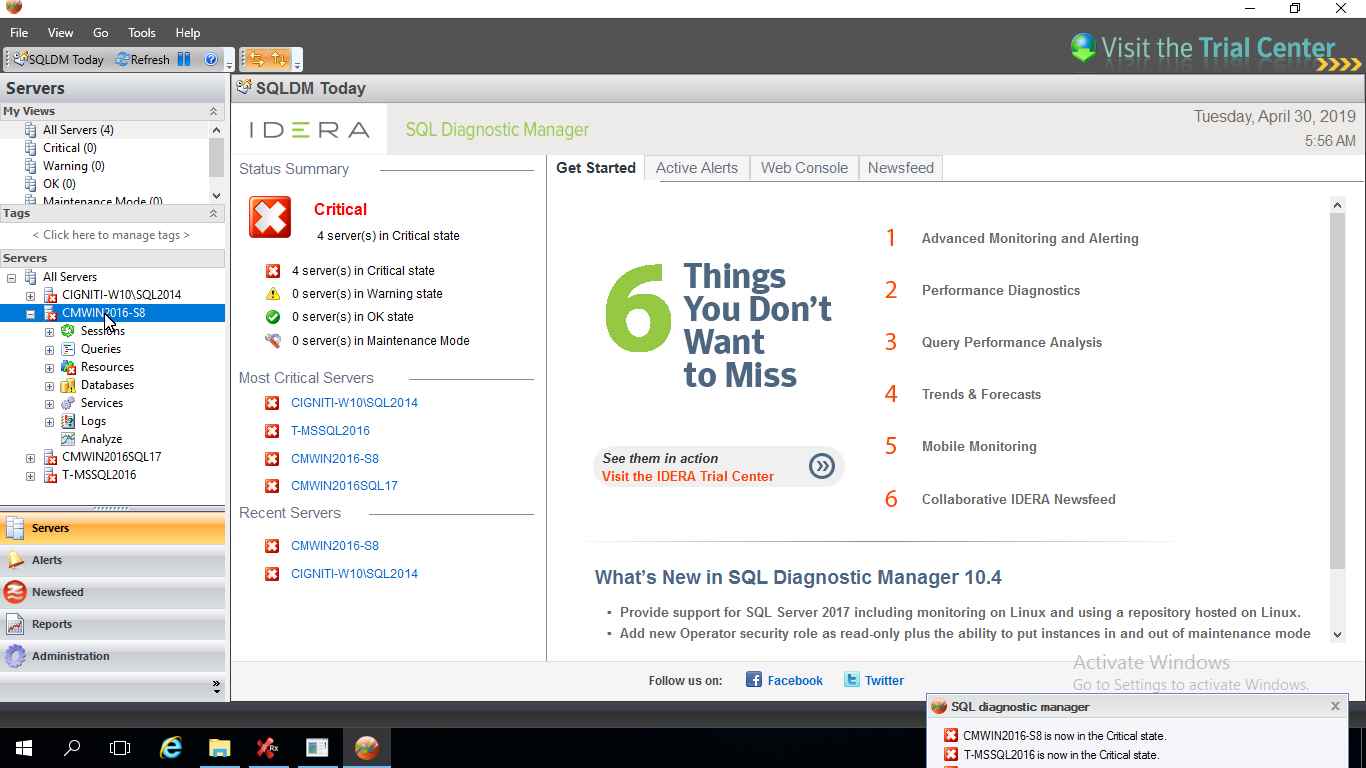 File View Go Tools Help
SQLDM Today Refresh
Visit the Trial Center
Servers
My Views
All Servers (4)
Critical (0)
Warning (0)
OK (0)
Maintenance Mode (0)
Tags
< Click here to manage tags >
Servers
All Servers
CIGNITI-W10\SQL2014
CMWIN2016-S8
Sessions
Queries
Resources
Databases
Services
Logs
Analyze
CMWIN2016SQL17
T-MSSQL2016
Servers
Alerts
Newsfeed
Reports
Administration
SQLDM Today
IDERA SQL Diagnostic Manager
Tuesday, April 30, 2019
5:56 AM
Status Summary
Critical
4 server(s) in Critical state
4 server(s) in Critical state
0 server(s) in Warning state
0 server(s) in OK state
0 server(s) in Maintenance Mode
Most Critical Servers
CIGNITI-W10\SQL2014
T-MSSQL2016
CMWIN2016-S8
CMWIN2016SQL17
Recent Servers
CMWIN2016-S8
CIGNITI-W10\SQL2014
Get Started Active Alerts Web Console Newsfeed
6 Things
You Don't
Want
to Miss
See them in action
Visit the IDERA Trial Center
1 Advanced Monitoring and Alerting
2 Performance Diagnostics
3 Query Performance Analysis
4 Trends & Forecasts
5 Mobile Monitoring
6 Collaborative IDERA Newsfeed
What's New in SQL Diagnostic Manager 10.4
• Provide support for SQL Server 2017 including monitoring on Linux and using a repository hosted on Linux.
• Add new Operator security role as read-only plus the ability to put instances in and out of maintenance mode
Follow us on: Facebook Twitter
Activate Windows
Go to Settings to activate Windows.
SQL diagnostic manager
CMWIN2016-S8 is now in the Critical state.
T-MSSQL2016 is now in the Critical state.